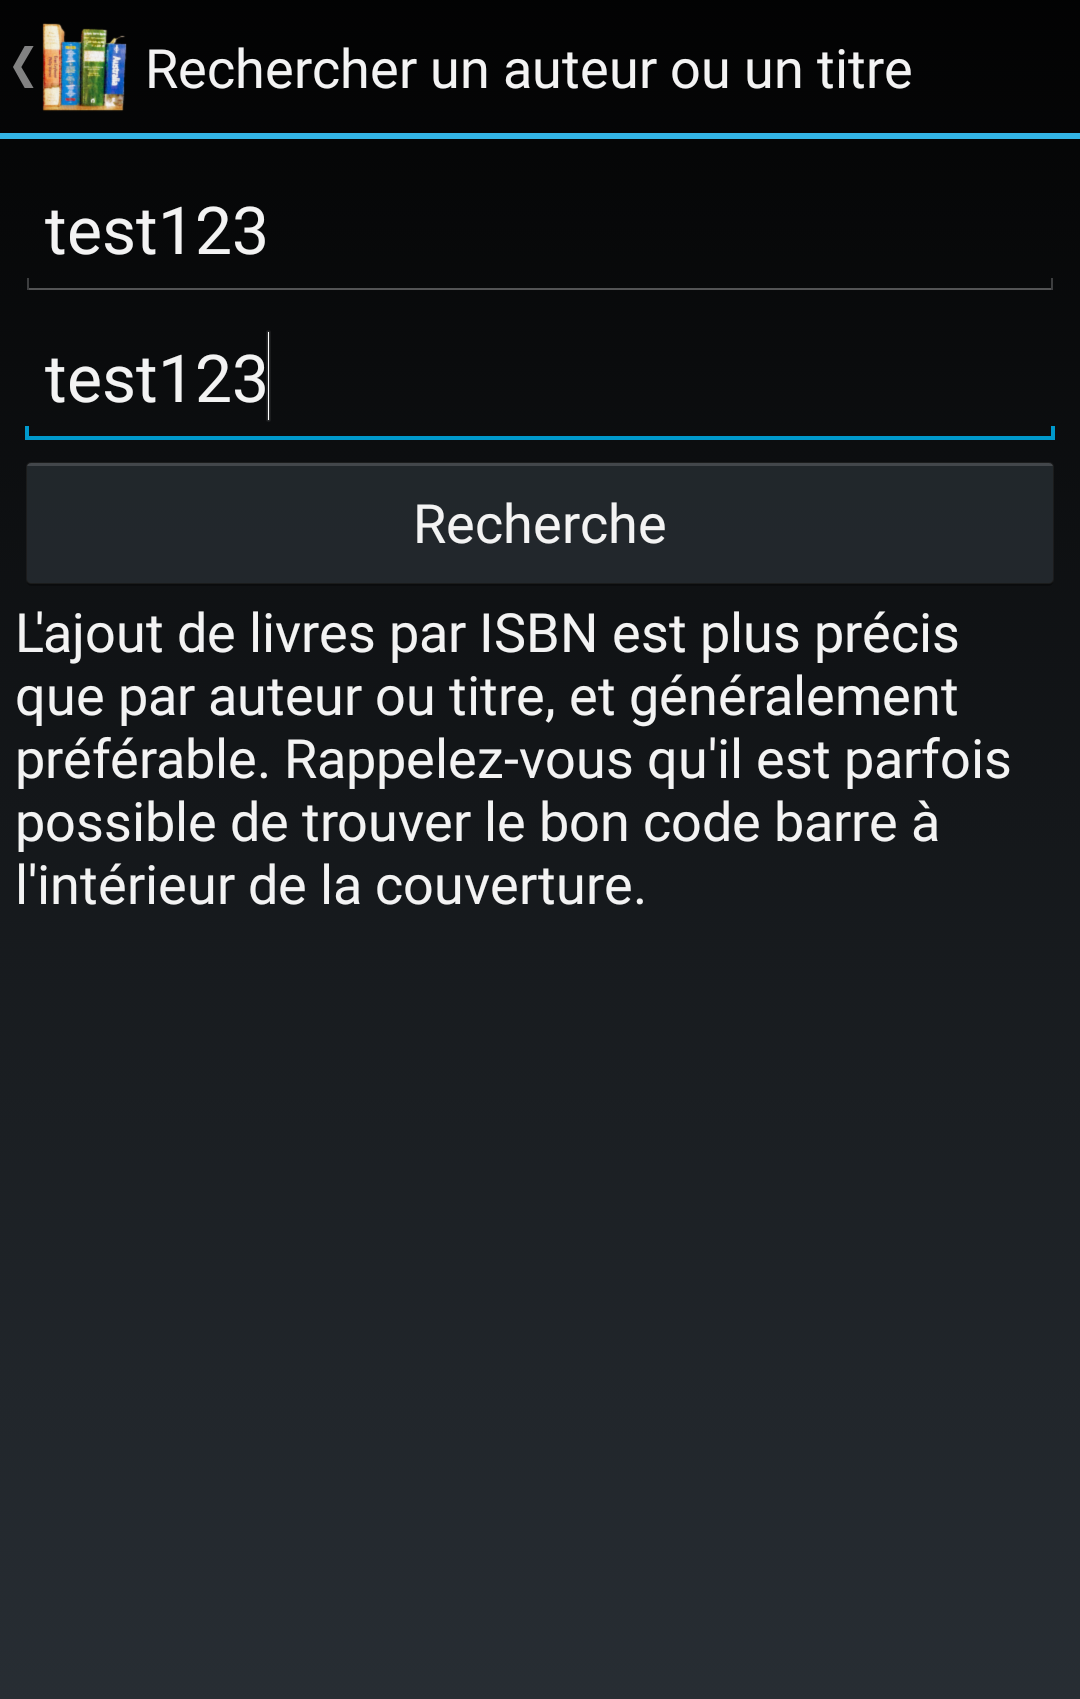 Rechercher un auteur ou un titre
test123
test123
Recherche
L'ajout de livres par ISBN est plus précis
que par auteur ou titre, et généralement
préférable. Rappelez-vous qu'il est parfois
possible de trouver le bon code barre à
l'intérieur de la couverture.